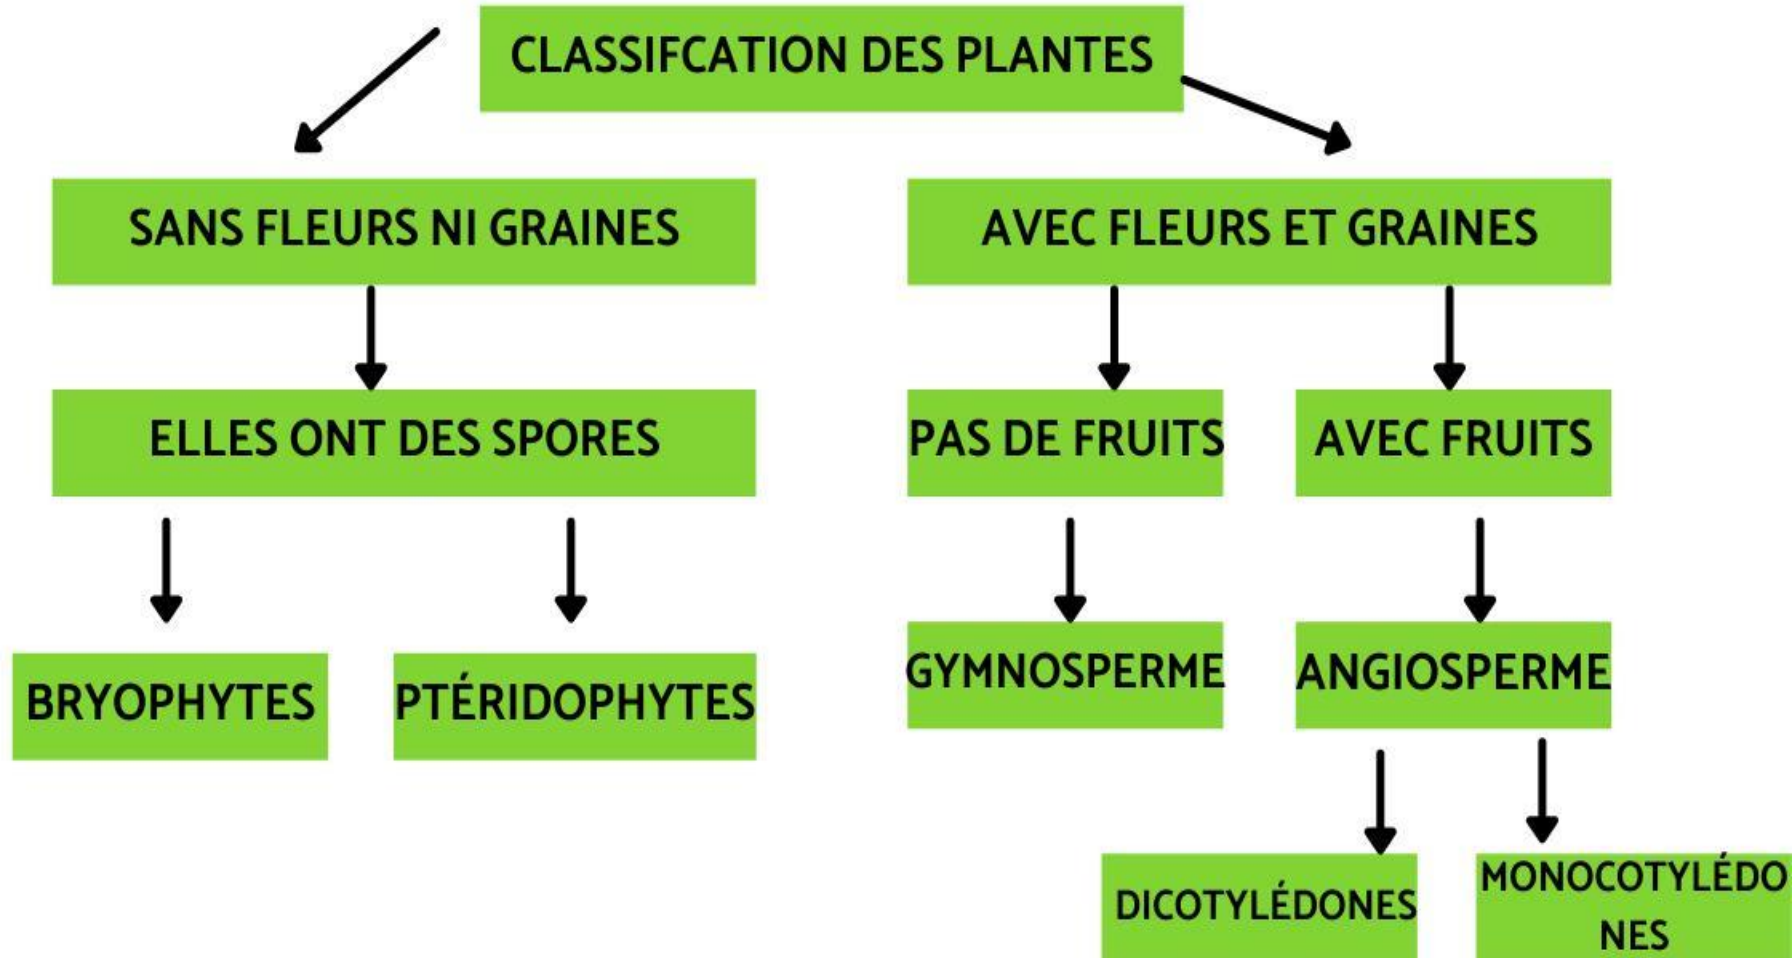 CLASSIFCATION DES PLANTES
SANS FLEURS NI GRAINES
AVEC FLEURS ET GRAINES
ELLES ONT DES SPORES
PAS DE FRUITS
AVEC FRUITS
BRYOPHYTES
PTÉRIDOPHYTES
GYMNOSPERME
ANGIOSPERME
DICOTYLÉDONES
MONOCOTYLÉDO
NES